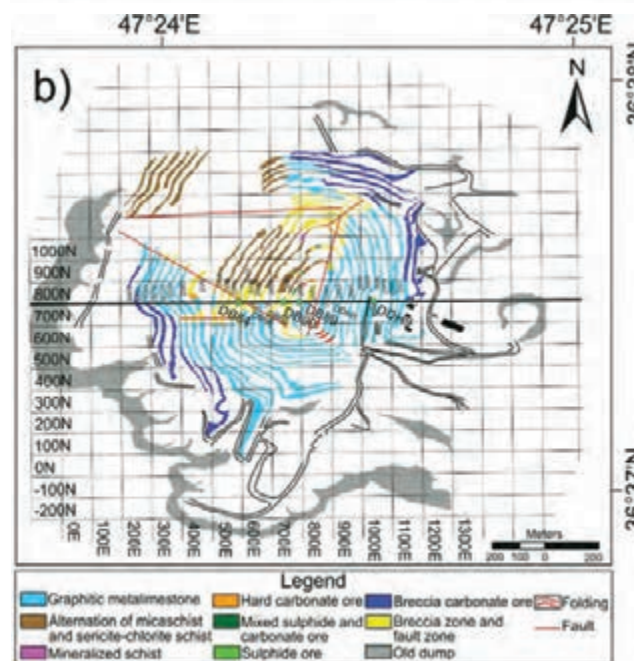 47°24'E 47°25'E
b)
N
1000N
900N
800N
700N
600N
500N
400N
300N
200N
100N
0N
-100N
-200N
0E 100E 200E 300E 400E 500E 600E 700E 800E 900E 1000E 1100E 1200E 1300E
Meters
200 100 0 200
Legend
Graphitic metalimestone Hard carbonate ore Breccia carbonate ore Folding
Alternation of micaschist and sericite-chlorite schist Mixed sulphide and carbonate ore Breccia zone and fault zone Fault
Mineralized schist Sulphide ore Old dump